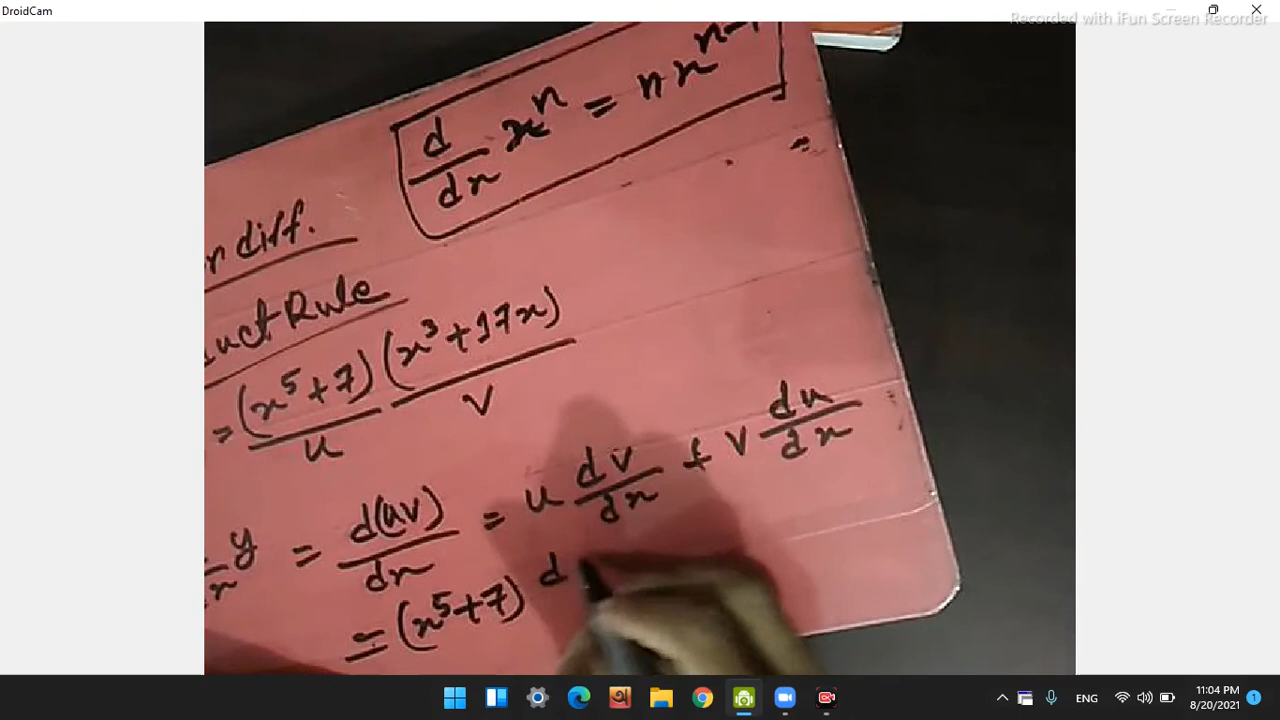 DroidCam
Recorded with iFun Screen Recorder
d/dx x^n = n x^n-1
n diff.
uct Rule
= (x^5 + 7) (x^3 + 17x)
u v
y = d(uv)/dx = u dv/dx + v du/dx
= (x^5 + 7) d
ENG
11:04 PM
8/20/2021
1